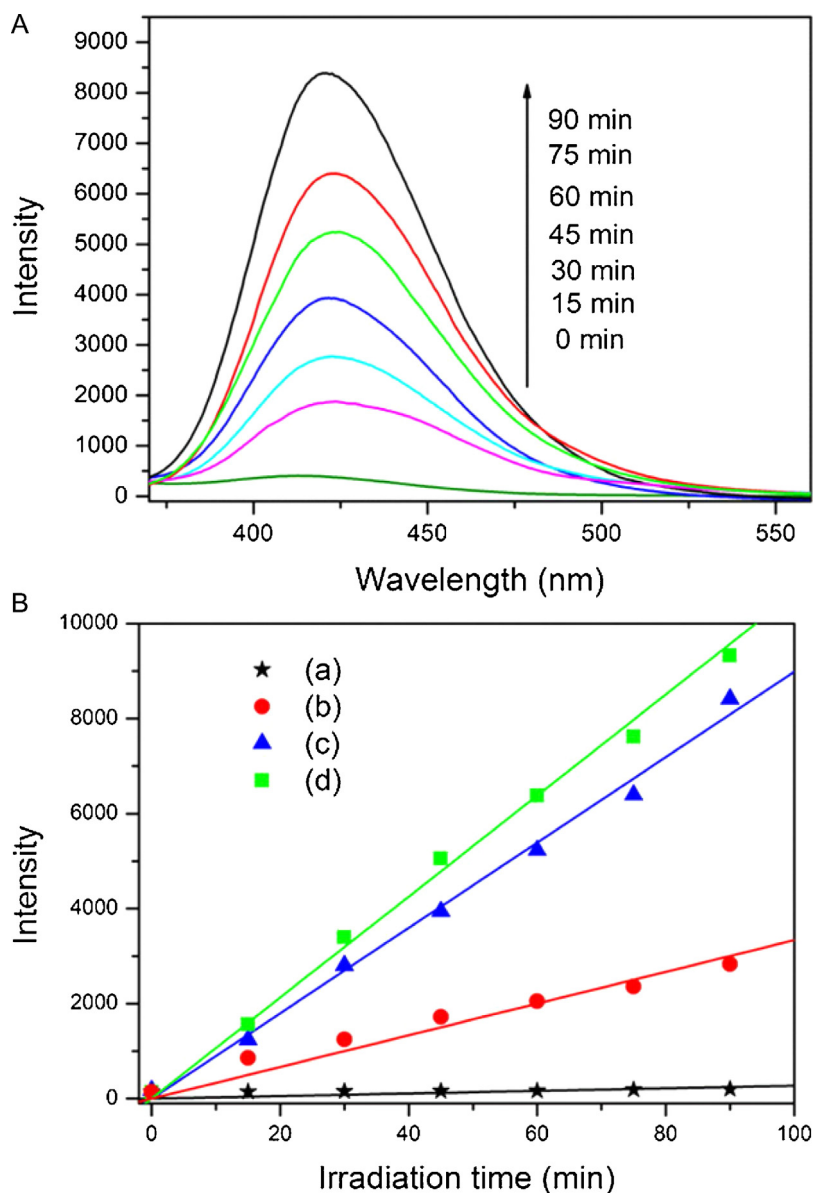 A
9000
8000
7000
6000
5000
4000
3000
2000
1000
0
Intensity
90 min
75 min
60 min
45 min
30 min
15 min
0 min
400
450
500
550
Wavelength (nm)
B
10000
8000
6000
4000
2000
0
Intensity
(a)
(b)
(c)
(d)
0
20
40
60
80
100
Irradiation time (min)